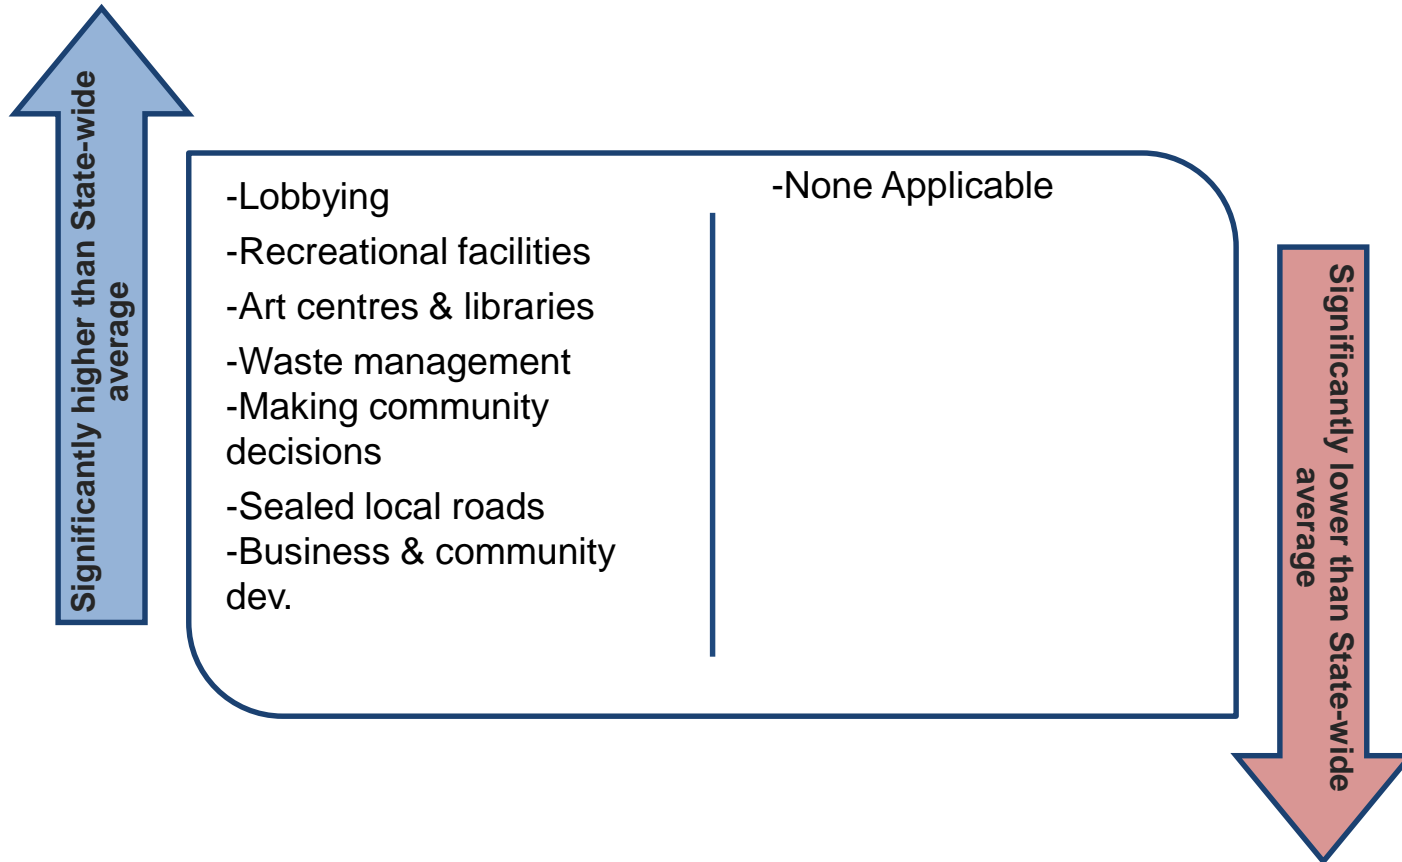 Significantly higher than State-wide
average
-Lobbying
-Recreational facilities
-Art centres & libraries
-Waste management
-Making community
decisions
-Sealed local roads
-Business & community
dev.
-None Applicable
Significantly lower than State-wide
average